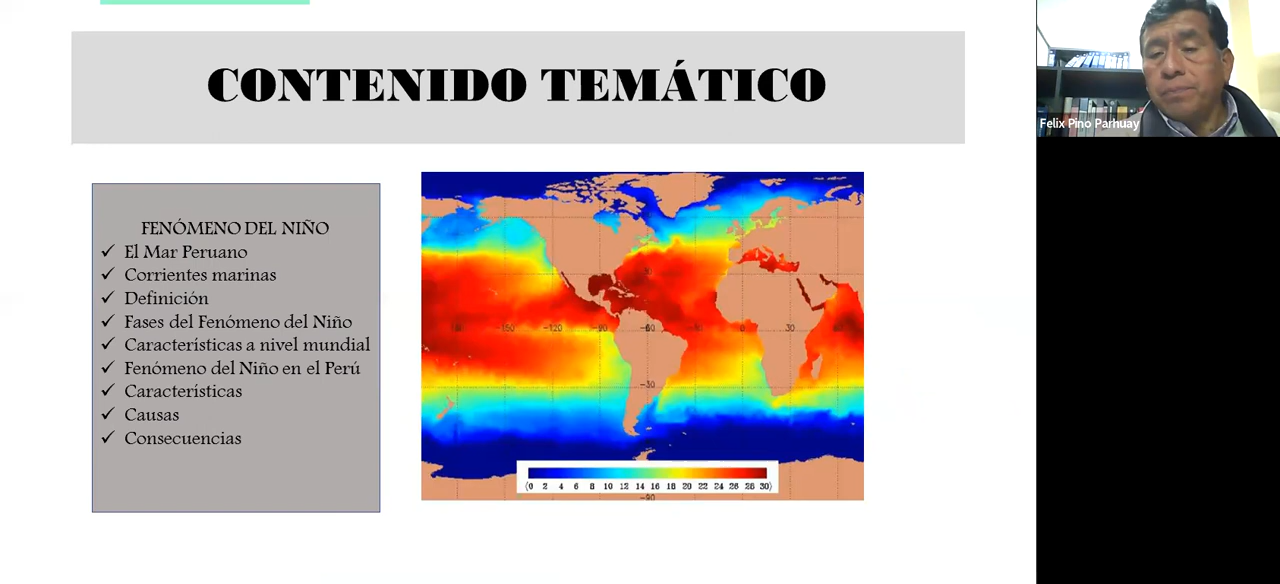 CONTENIDO TEMÁTICO
Felix Pino Parhuay
FENÓMENO DEL NIÑO
✓ El Mar Peruano
✓ Corrientes marinas
✓ Definición
✓ Fases del Fenómeno del Niño
✓ Características a nivel mundial
✓ Fenómeno del Niño en el Perú
✓ Características
✓ Causas
✓ Consecuencias
-150 -120 -90 -60 0 30
-30
0 2 4 6 8 10 12 14 16 18 20 22 24 26 28 30
-90